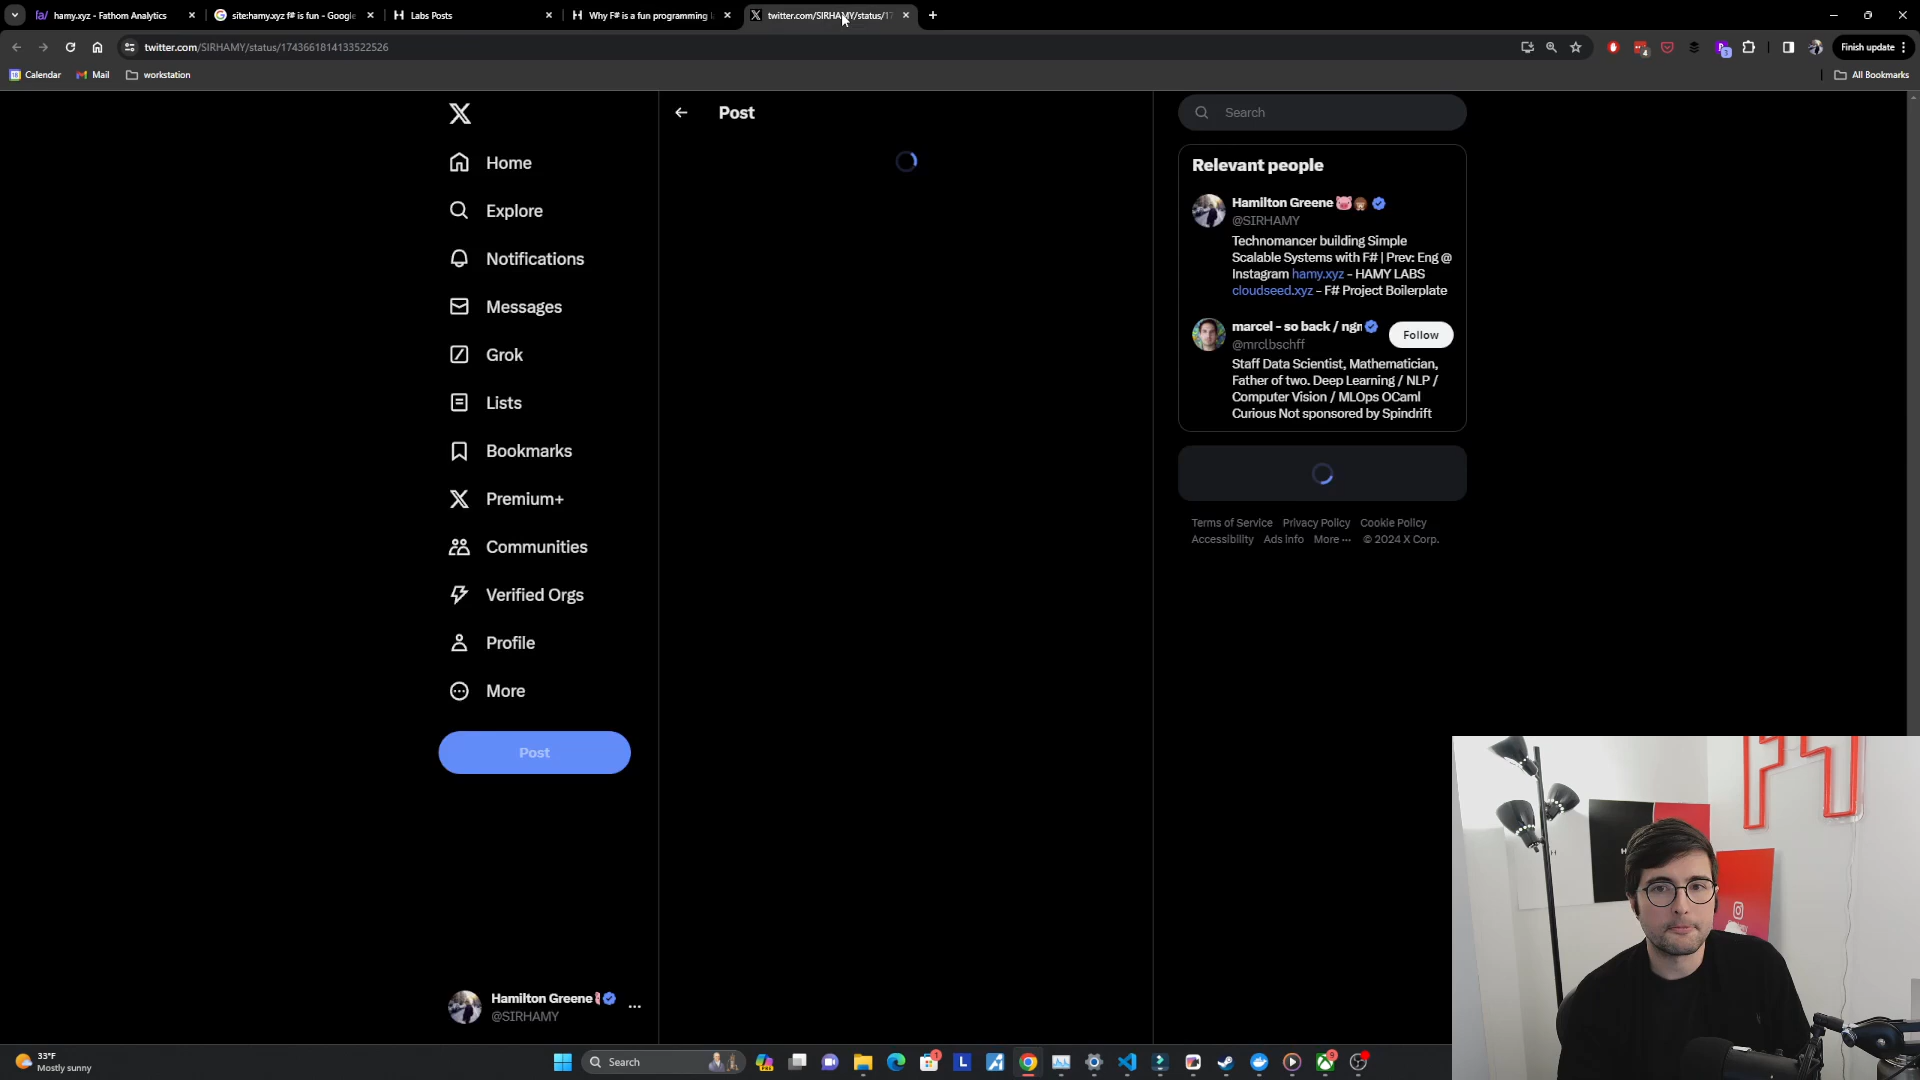 hamy.xyz - Fathom Analytics
site:hamy.xyz f# is fun - Google
Labs Posts
Why F# is a fun programming
twitter.com/SIRHAMY/status/17
twitter.com/SIRHAMY/status/1743661814133522526
Finish update
Calendar
Mail
workstation
All Bookmarks
Post
Search
Home
Explore
Notifications
Messages
Grok
Lists
Bookmarks
Premium+
Communities
Verified Orgs
Profile
More
Post
Hamilton Greene
@SIRHAMY
...
Relevant people
Hamilton Greene
@SIRHAMY
Technomancer building Simple
Scalable Systems with F# | Prev: Eng @
Instagram hamy.xyz - HAMY LABS
cloudseed.xyz - F# Project Boilerplate
marcel - so back / ngr
@mrclbschff
Follow
Staff Data Scientist, Mathematician,
Father of two. Deep Learning / NLP /
Computer Vision / MLOps OCaml
Curious Not sponsored by Spindrift
Terms of Service Privacy Policy Cookie Policy
Accessibility Ads info More ... © 2024 X Corp.
33°F
Mostly sunny
Search